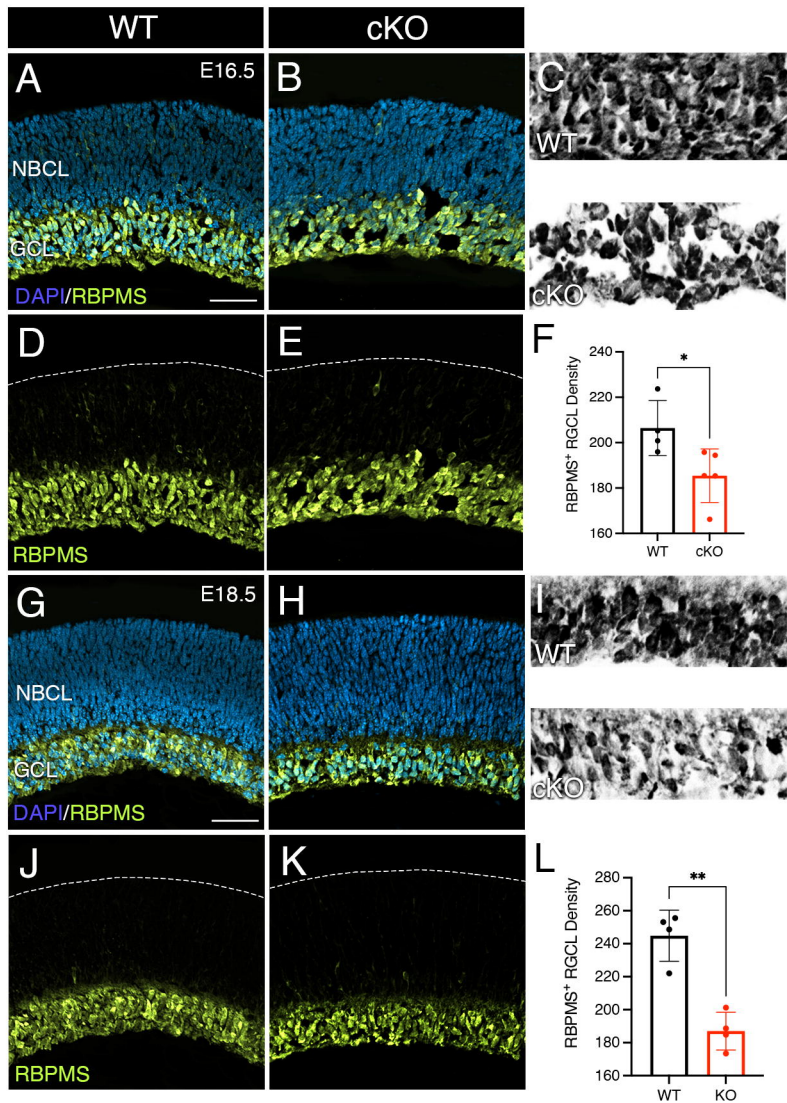 WT
cKO
A
E16.5
NBCL
GCL
DAPI/RBPMS
B
C
WT
cKO
D
RBPMS
E
F
RBPMS+ RGCL Density
240
220
200
180
160
*
WT
cKO
G
E18.5
NBCL
GCL
DAPI/RBPMS
H
I
WT
cKO
J
RBPMS
K
L
RBPMS+ RGCL Density
280
260
240
220
200
180
160
**
WT
KO